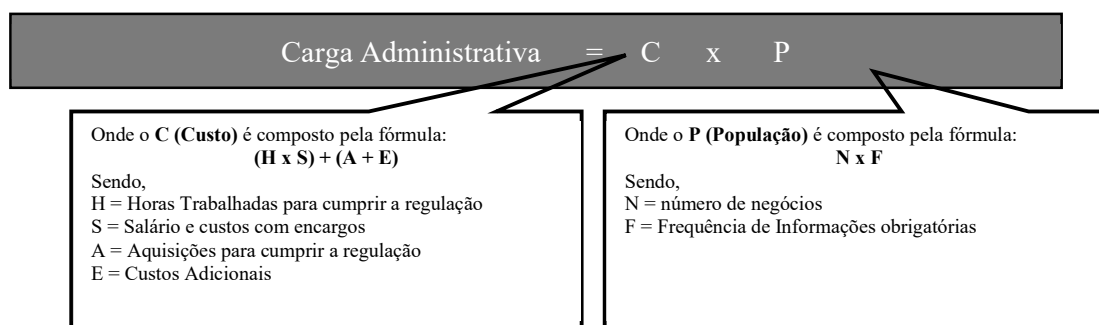 Carga Administrativa = C x P
Onde o C (Custo) é composto pela fórmula:
(H x S) + (A + E)
Sendo,
H = Horas Trabalhadas para cumprir a regulação
S = Salário e custos com encargos
A = Aquisições para cumprir a regulação
E = Custos Adicionais
Onde o P (População) é composto pela fórmula:
N x F
Sendo,
N = número de negócios
F = Frequência de Informações obrigatórias